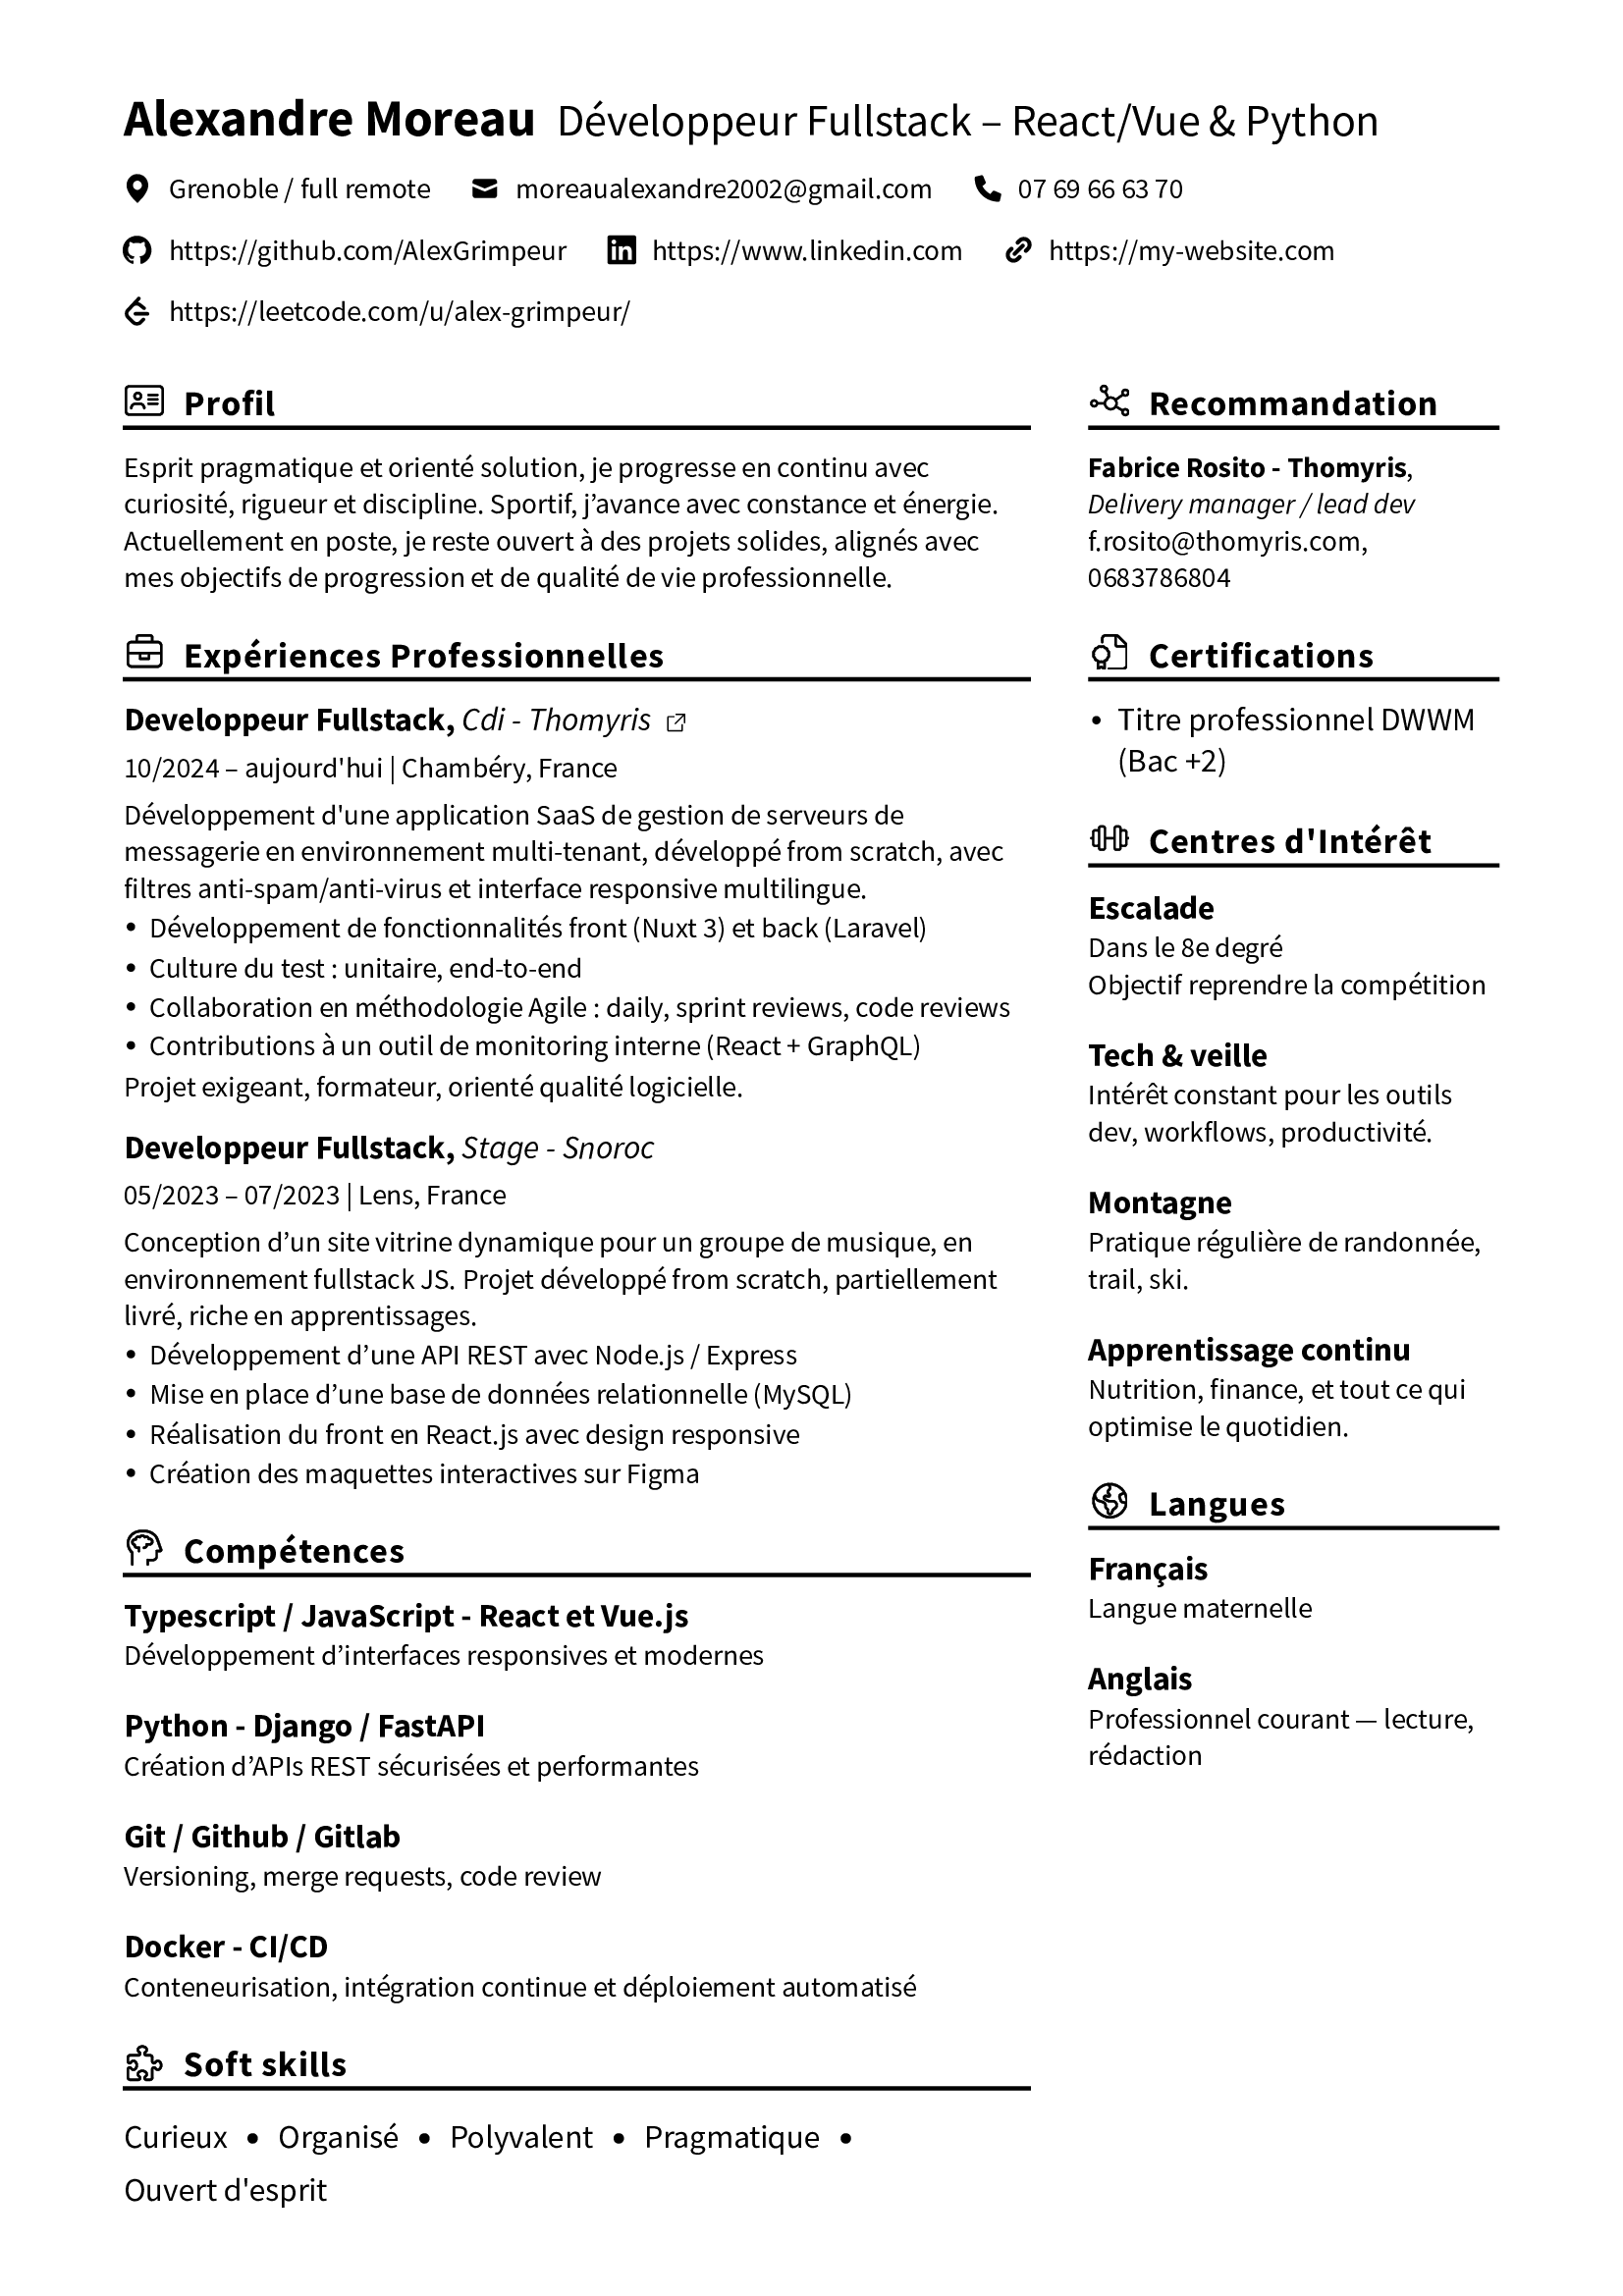 Alexandre Moreau Développeur Fullstack – React/Vue & Python
Grenoble / full remote moreaualexandre2002@gmail.com 07 69 66 63 70
https://github.com/AlexGrimpeur https://www.linkedin.com https://my-website.com
https://leetcode.com/u/alex-grimpeur/
Profil
Esprit pragmatique et orienté solution, je progresse en continu avec
curiosité, rigueur et discipline. Sportif, j’avance avec constance et énergie.
Actuellement en poste, je reste ouvert à des projets solides, alignés avec
mes objectifs de progression et de qualité de vie professionnelle.
Expériences Professionnelles
Developpeur Fullstack, Cdi - Thomyris
10/2024 – aujourd'hui | Chambéry, France
Développement d'une application SaaS de gestion de serveurs de
messagerie en environnement multi-tenant, développé from scratch, avec
filtres anti-spam/anti-virus et interface responsive multilingue.
• Développement de fonctionnalités front (Nuxt 3) et back (Laravel)
• Culture du test : unitaire, end-to-end
• Collaboration en méthodologie Agile : daily, sprint reviews, code reviews
• Contributions à un outil de monitoring interne (React + GraphQL)
Projet exigeant, formateur, orienté qualité logicielle.
Developpeur Fullstack, Stage - Snoroc
05/2023 – 07/2023 | Lens, France
Conception d’un site vitrine dynamique pour un groupe de musique, en
environnement fullstack JS. Projet développé from scratch, partiellement
livré, riche en apprentissages.
• Développement d’une API REST avec Node.js / Express
• Mise en place d’une base de données relationnelle (MySQL)
• Réalisation du front en React.js avec design responsive
• Création des maquettes interactives sur Figma
Compétences
Typescript / JavaScript - React et Vue.js
Développement d’interfaces responsives et modernes
Python - Django / FastAPI
Création d’APIs REST sécurisées et performantes
Git / Github / Gitlab
Versioning, merge requests, code review
Docker - CI/CD
Conteneurisation, intégration continue et déploiement automatisé
Soft skills
Curieux • Organisé • Polyvalent • Pragmatique •
Ouvert d'esprit
Recommandation
Fabrice Rosito - Thomyris,
Delivery manager / lead dev
f.rosito@thomyris.com,
0683786804
Certifications
• Titre professionnel DWWM
(Bac +2)
Centres d'Intérêt
Escalade
Dans le 8e degré
Objectif reprendre la compétition
Tech & veille
Intérêt constant pour les outils
dev, workflows, productivité.
Montagne
Pratique régulière de randonnée,
trail, ski.
Apprentissage continu
Nutrition, finance, et tout ce qui
optimise le quotidien.
Langues
Français
Langue maternelle
Anglais
Professionnel courant — lecture,
rédaction